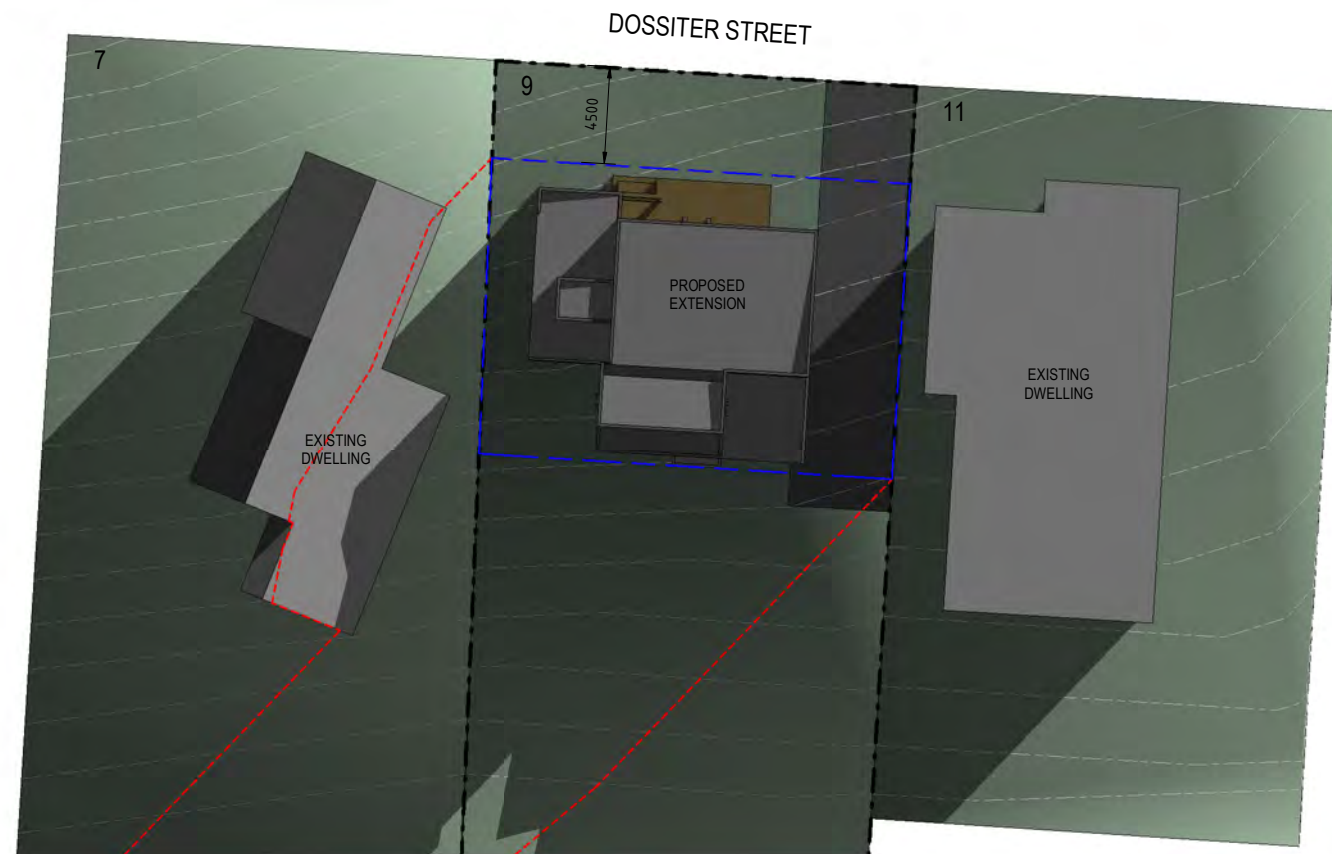 DOSSITER STREET
7
9
11
4500
PROPOSED
EXTENSION
EXISTING
DWELLING
EXISTING
DWELLING